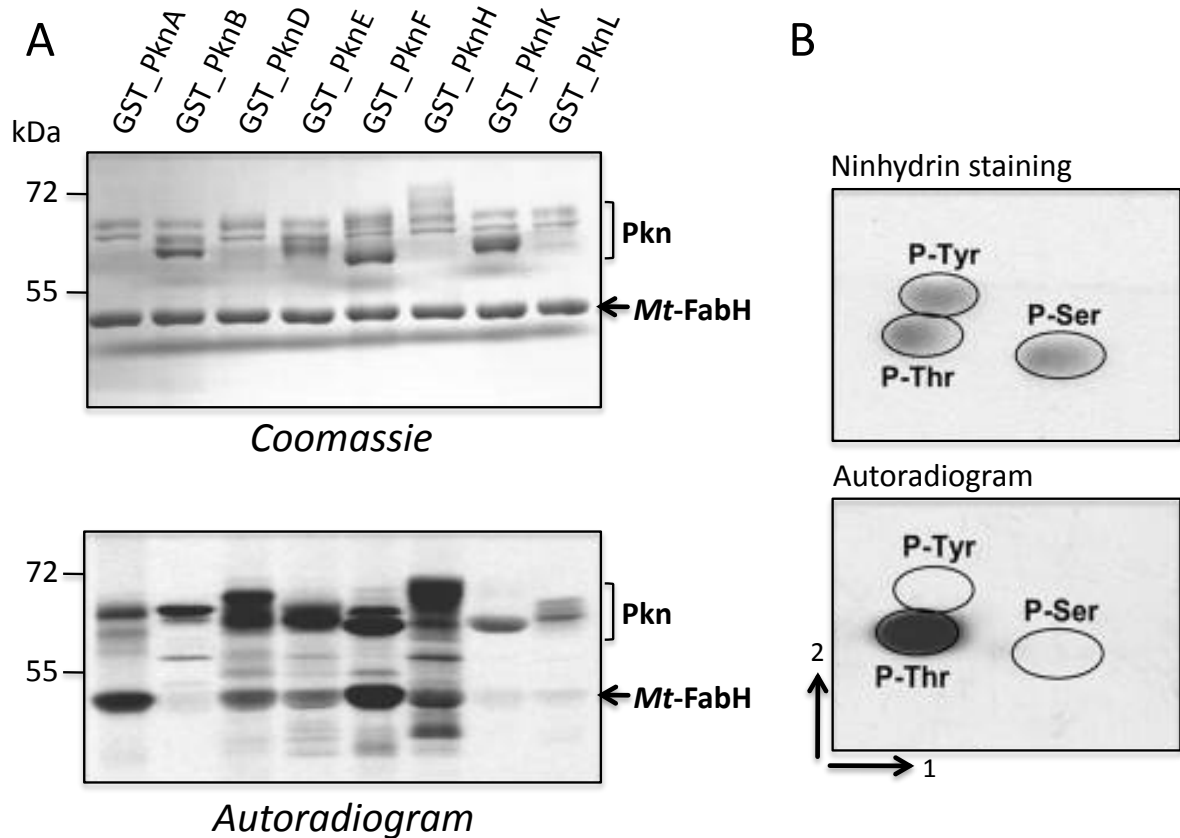 A
GST_PknA
GST_PknB
GST_PknD
GST_PknE
GST_PknF
GST_PknH
GST_PknK
GST_PknL
kDa
72
55
Pkn
Mt-FabH
Coomassie
72
55
Pkn
Mt-FabH
Autoradiogram
B
Ninhydrin staining
P-Tyr
P-Ser
P-Thr
Autoradiogram
P-Tyr
P-Ser
P-Thr
2
1